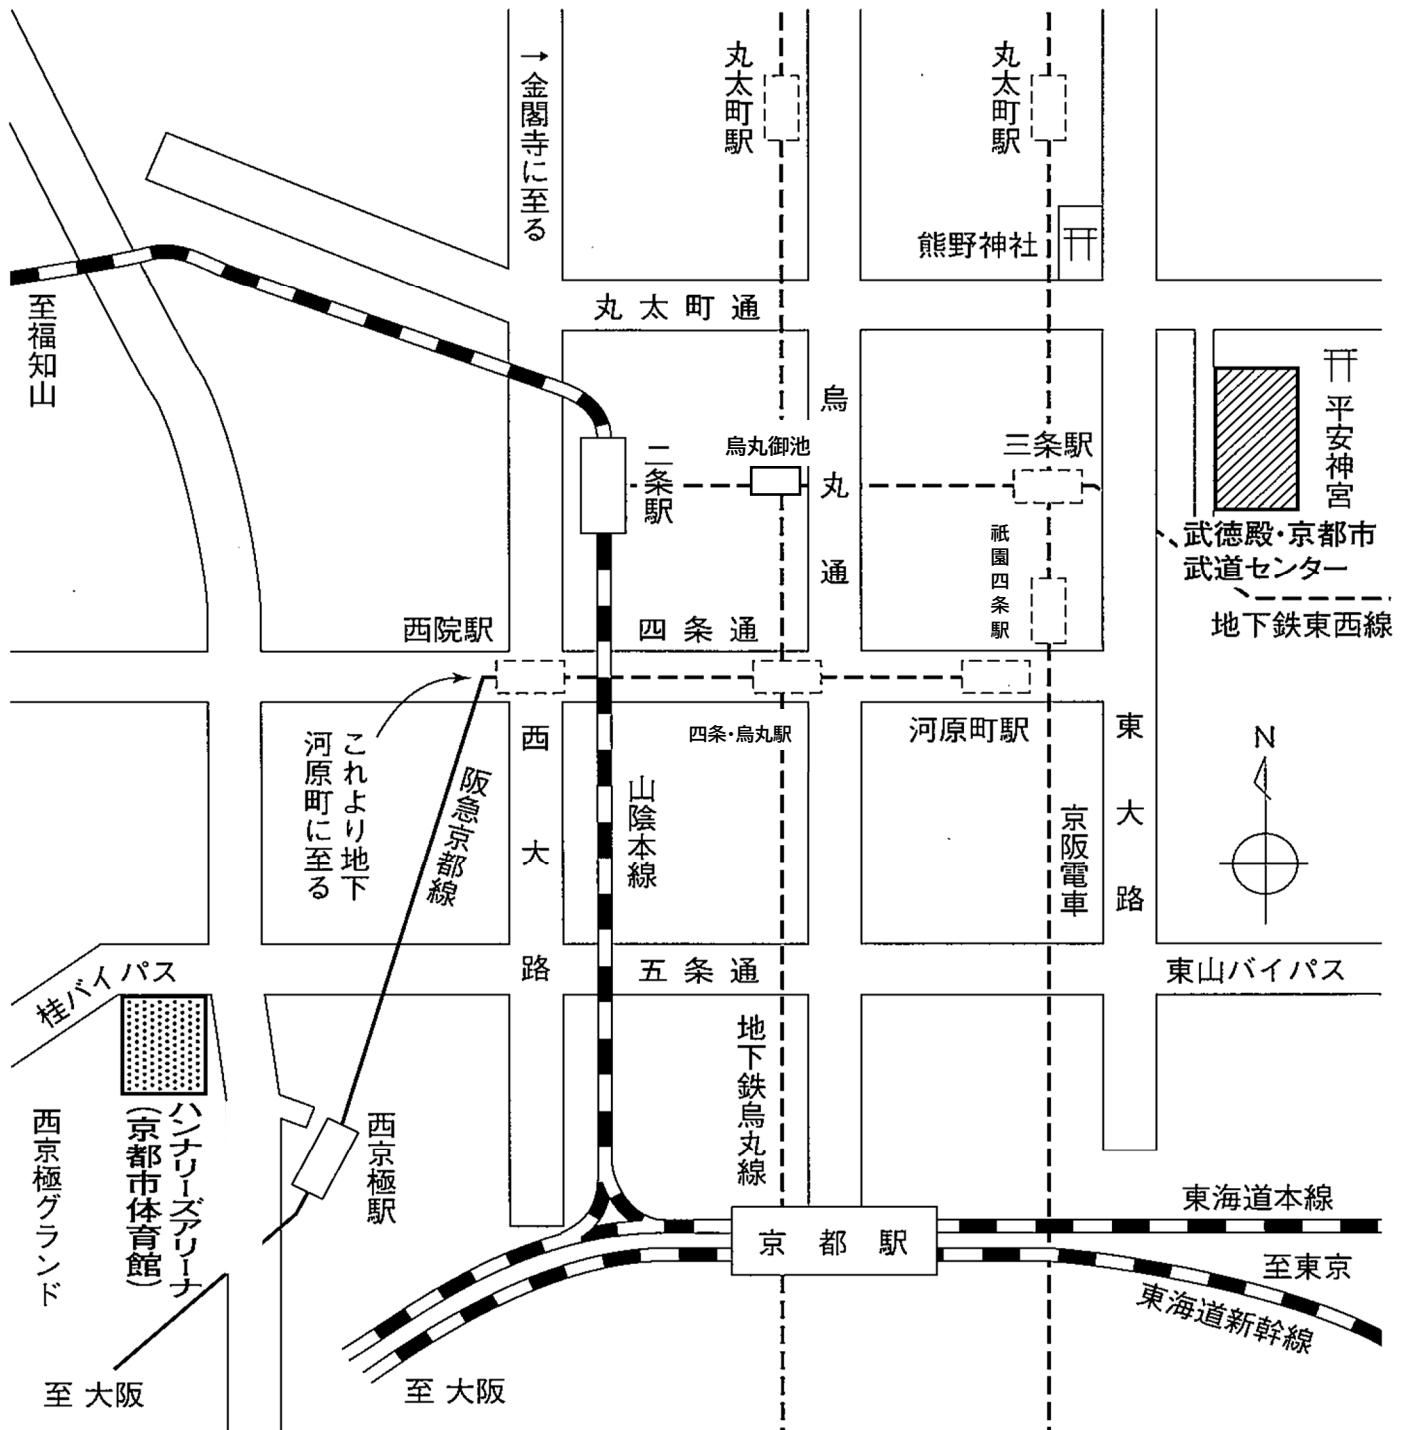 →金閣寺に至る
丸太町駅
丸太町駅
熊野神社
至福知山
丸太町通
烏丸通
平安神宮
二条駅
烏丸御池
三条駅
祇園四条駅
武徳殿・京都市
武道センター
地下鉄東西線
西院駅
四条通
これより地下
河原町に至る
阪急京都線
西大路
山陰本線
四条・烏丸駅
河原町駅
京阪電車
東大路
N
桂バイパス
五条通
東山バイパス
地下鉄烏丸線
西京極グランド
ハンナリーズアリーナ
(京都市体育館)
西京極駅
京都駅
東海道本線
至東京
東海道新幹線
至 大阪
至 大阪